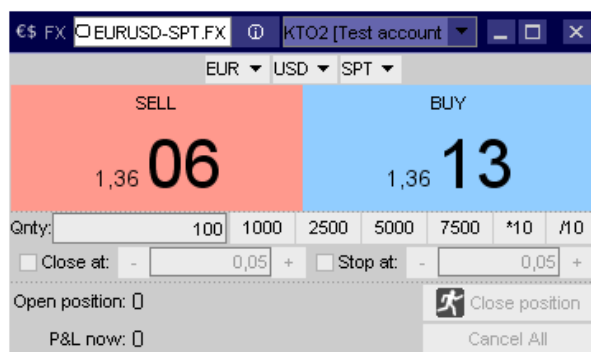 €$ FX EURUSD-SPT.FX KTO2 [Test account
EUR USD SPT
SELL BUY
1,36 06 1,36 13
Qnty: 100 1000 2500 5000 7500 *10 /10
Close at: - 0,05 + Stop at: - 0,05 +
Open position: 0 Close position
P&L now: 0 Cancel All